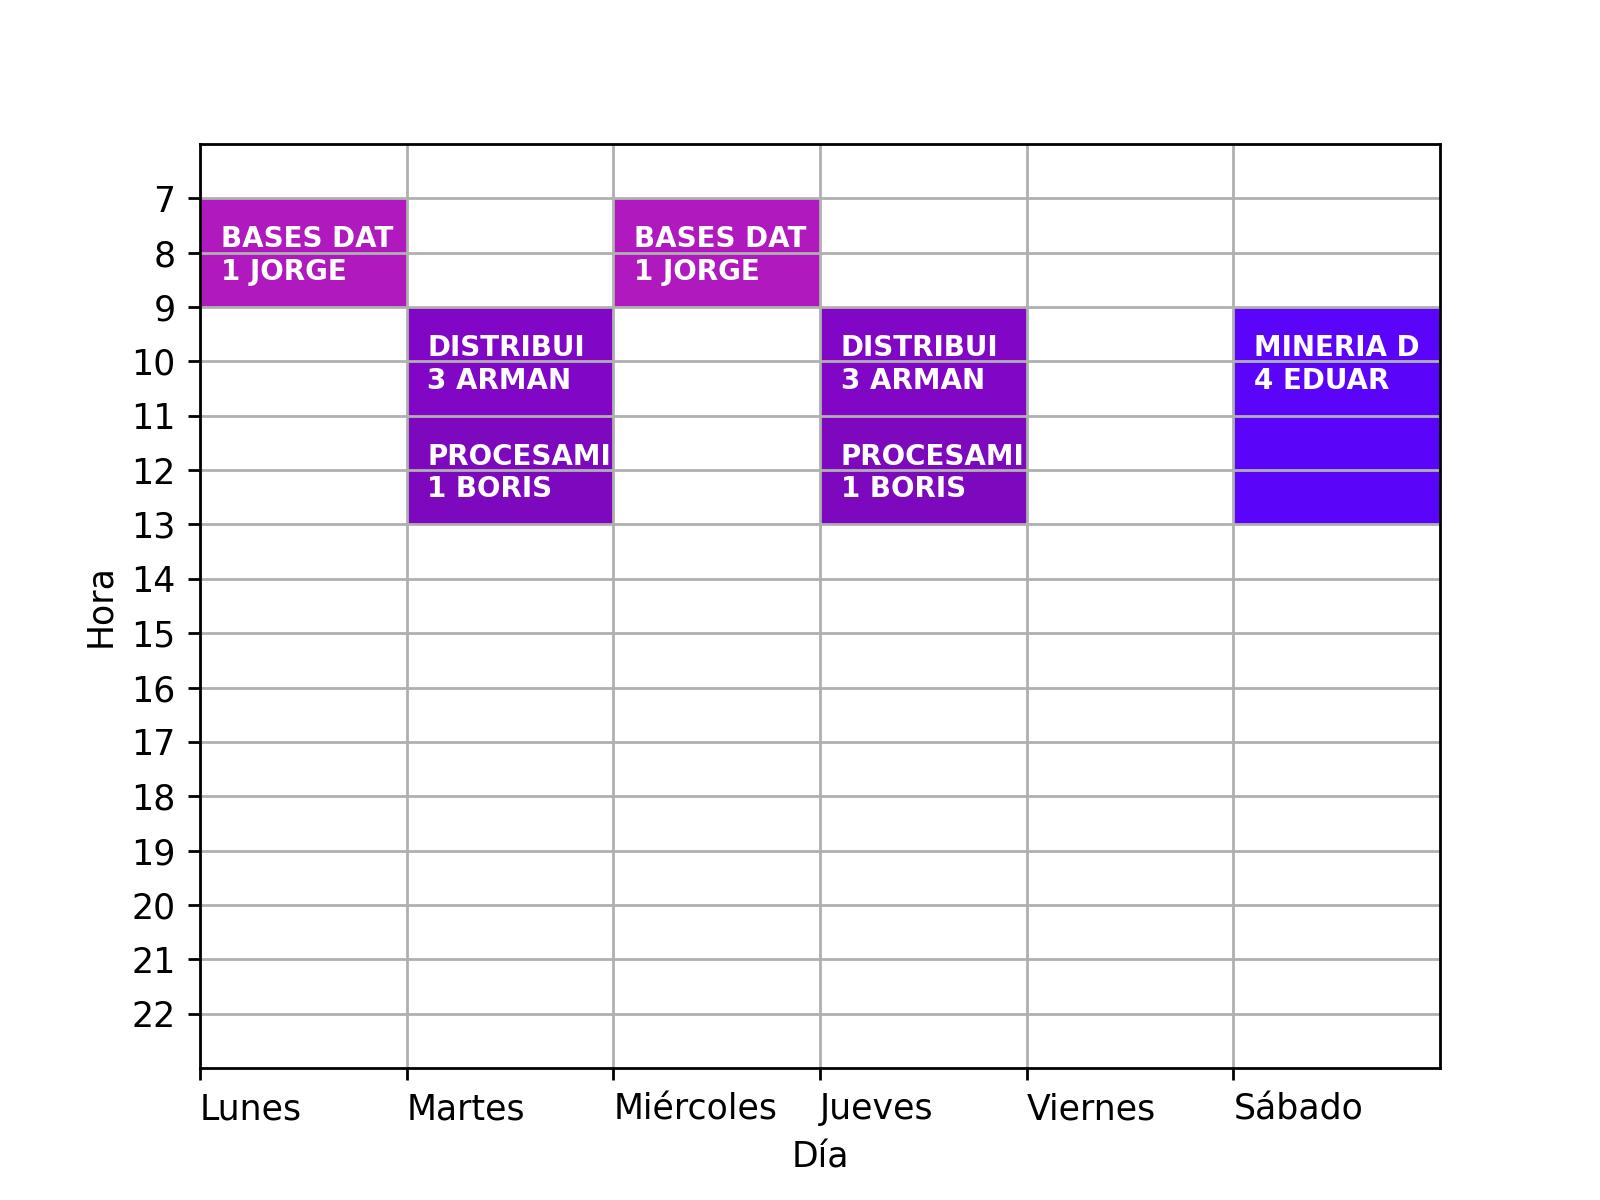 7
BASES DAT
1 JORGE
BASES DAT
1 JORGE
8
9
DISTRIBUI
3 ARMAN
DISTRIBUI
3 ARMAN
MINERIA D
4 EDUAR
10
11
PROCESAMI
1 BORIS
PROCESAMI
1 BORIS
12
13
14
Hora
15
16
17
18
19
20
21
22
Lunes Martes Miércoles Jueves Viernes Sábado
Día